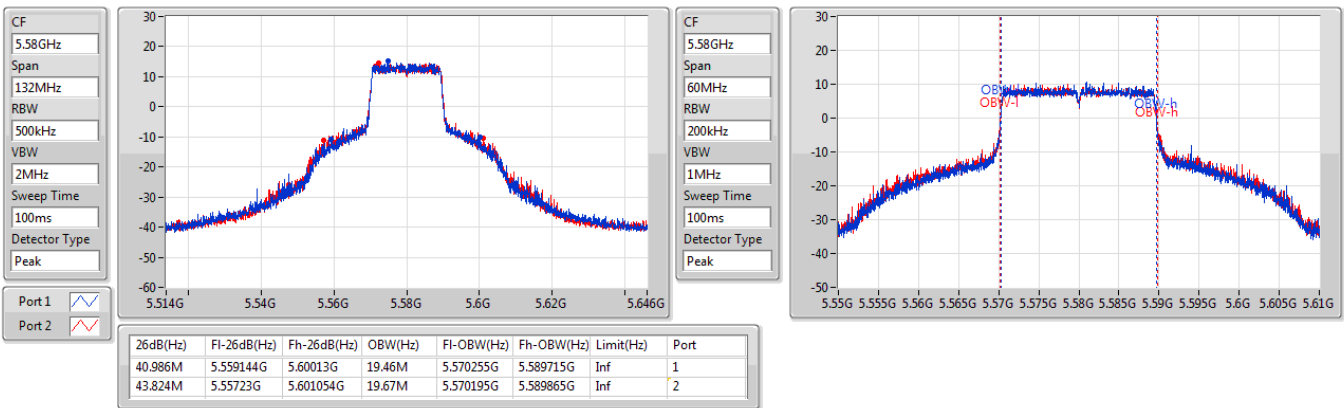 CF
5.58GHz
Span
132MHz
RBW
500kHz
VBW
2MHz
Sweep Time
100ms
Detector Type
Peak
Port 1
Port 2
30
20
10
0
-10
-20
-30
-40
-50
-60
5.514G 5.54G 5.56G 5.58G 5.6G 5.62G 5.646G
CF
5.58GHz
Span
60MHz
RBW
200kHz
VBW
1MHz
Sweep Time
100ms
Detector Type
Peak
30
20
10
0
-10
-20
-30
-40
-50
OBW-l
OBW-h
OBW-h
5.55G 5.555G 5.56G 5.565G 5.57G 5.575G 5.58G 5.585G 5.59G 5.595G 5.6G 5.605G 5.61G
26dB(Hz) Fl-26dB(Hz) Fh-26dB(Hz) OBW(Hz) Fl-OBW(Hz) Fh-OBW(Hz) Limit(Hz) Port
40.986M 5.559144G 5.60013G 19.46M 5.570255G 5.589715G Inf 1
43.824M 5.55723G 5.601054G 19.67M 5.570195G 5.589865G Inf 2